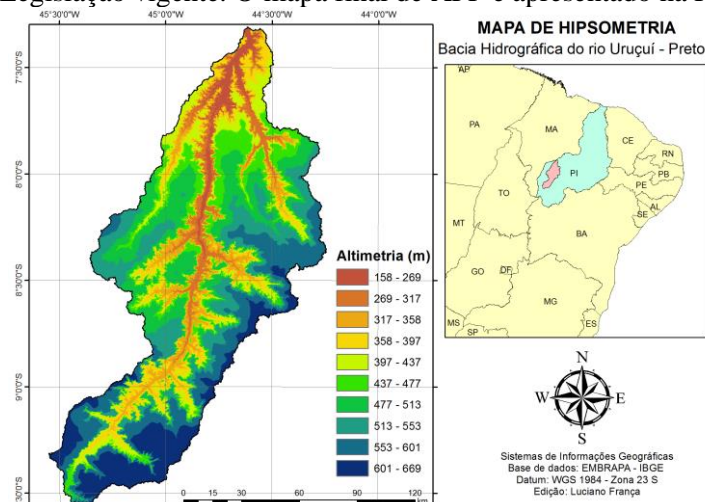 Legislação vigente. O mapa final de APP é apresentado na
45°30'0"S 45°0'0"S 44°30'0"S 44°0'0"S
MAPA DE HIPSOMETRIA
Bacia Hidrográfica do rio Uruçuí - Preto
7°30'0"S
8°0'0"S
8°30'0"S
9°0'0"S
30'0"S
AP
PA
MA
CE
RN
PB
PI
PE
AL
SE
TO
BA
MT
GO
DF
MG
MS
ES
SP
Altimetria (m)
158 - 269
269 - 317
317 - 358
358 - 397
397 - 437
437 - 477
477 - 513
513 - 553
553 - 601
601 - 669
0 15 30 60 90 120
km
N
W E
S
Sistemas de Informações Geográficas
Base de dados: EMBRAPA - IBGE
Datum: WGS 1984 - Zona 23 S
Edição: Luciano França